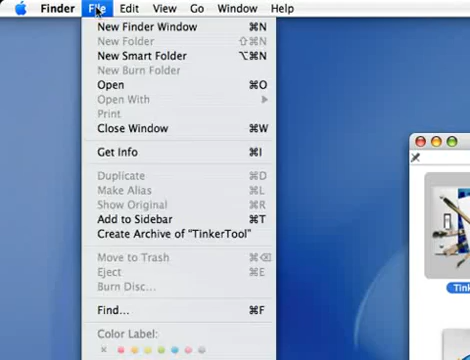 Finder File Edit View Go Window Help
New Finder Window ⌘N
New Folder ⇧⌘N
New Smart Folder ⌥⌘N
New Burn Folder
Open ⌘O
Open With ▶
Print
Close Window ⌘W
Get Info ⌘I
Duplicate ⌘D
Make Alias ⌘L
Show Original ⌘R
Add to Sidebar ⌘T
Create Archive of “TinkerTool”
Move to Trash ⌘⌫
Eject ⌘E
Burn Disc...
Find... ⌘F
Color Label:
Tink